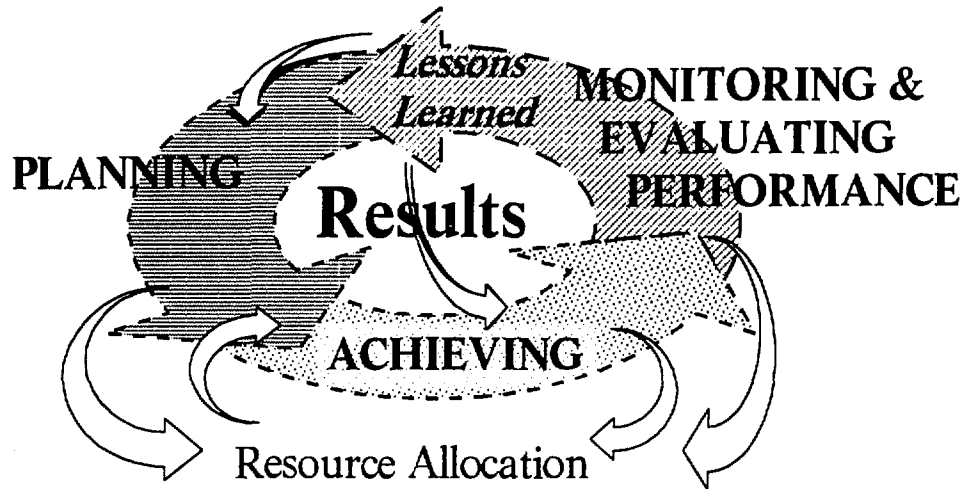 Lessons
Learned
MONITORING &
EVALUATING
PERFORMANCE
PLANNING
Results
ACHIEVING
Resource Allocation